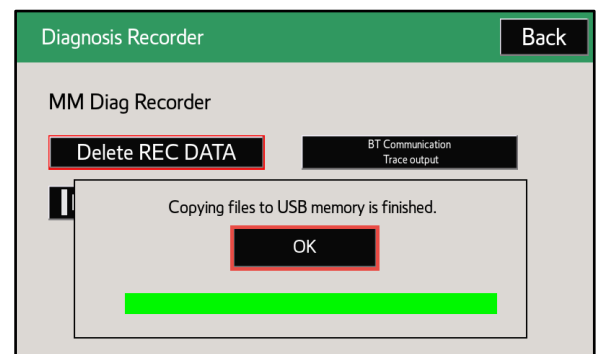 Diagnosis Recorder
Back
MM Diag Recorder
Delete REC DATA
BT Communication
Trace output
Copying files to USB memory is finished.
OK